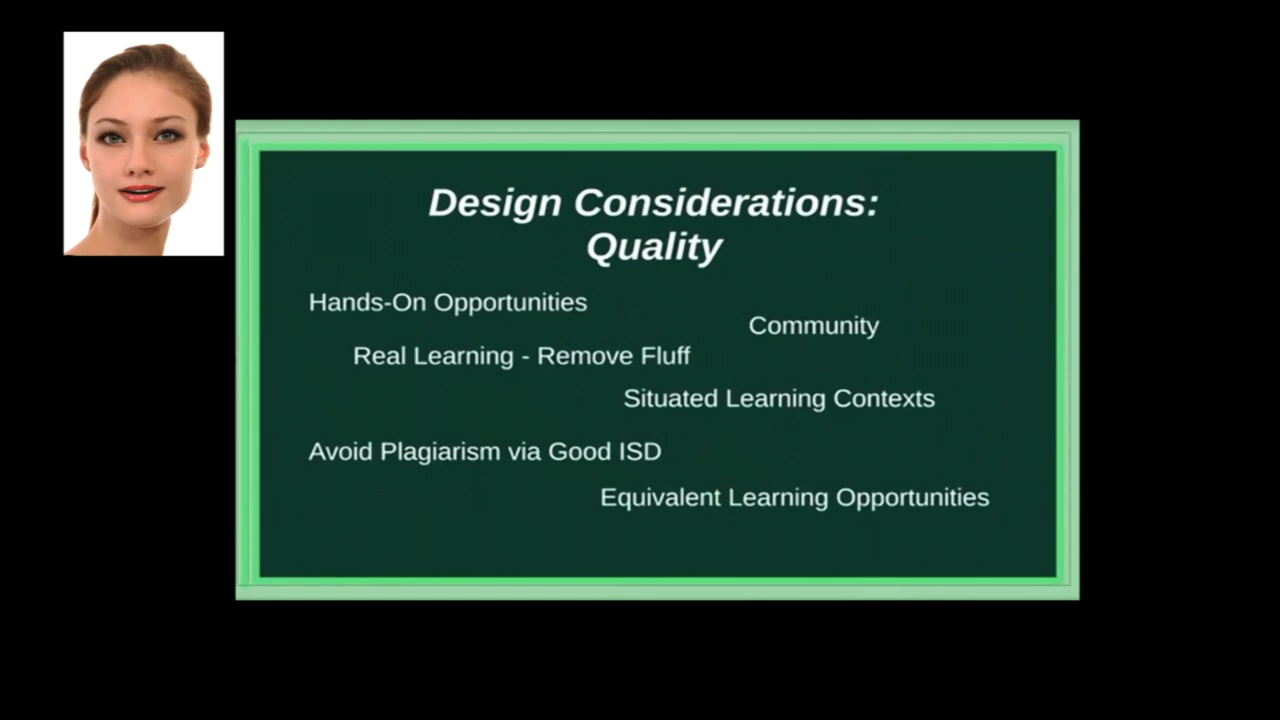 Design Considerations:
Quality
Hands-On Opportunities
Community
Real Learning - Remove Fluff
Situated Learning Contexts
Avoid Plagiarism via Good ISD
Equivalent Learning Opportunities